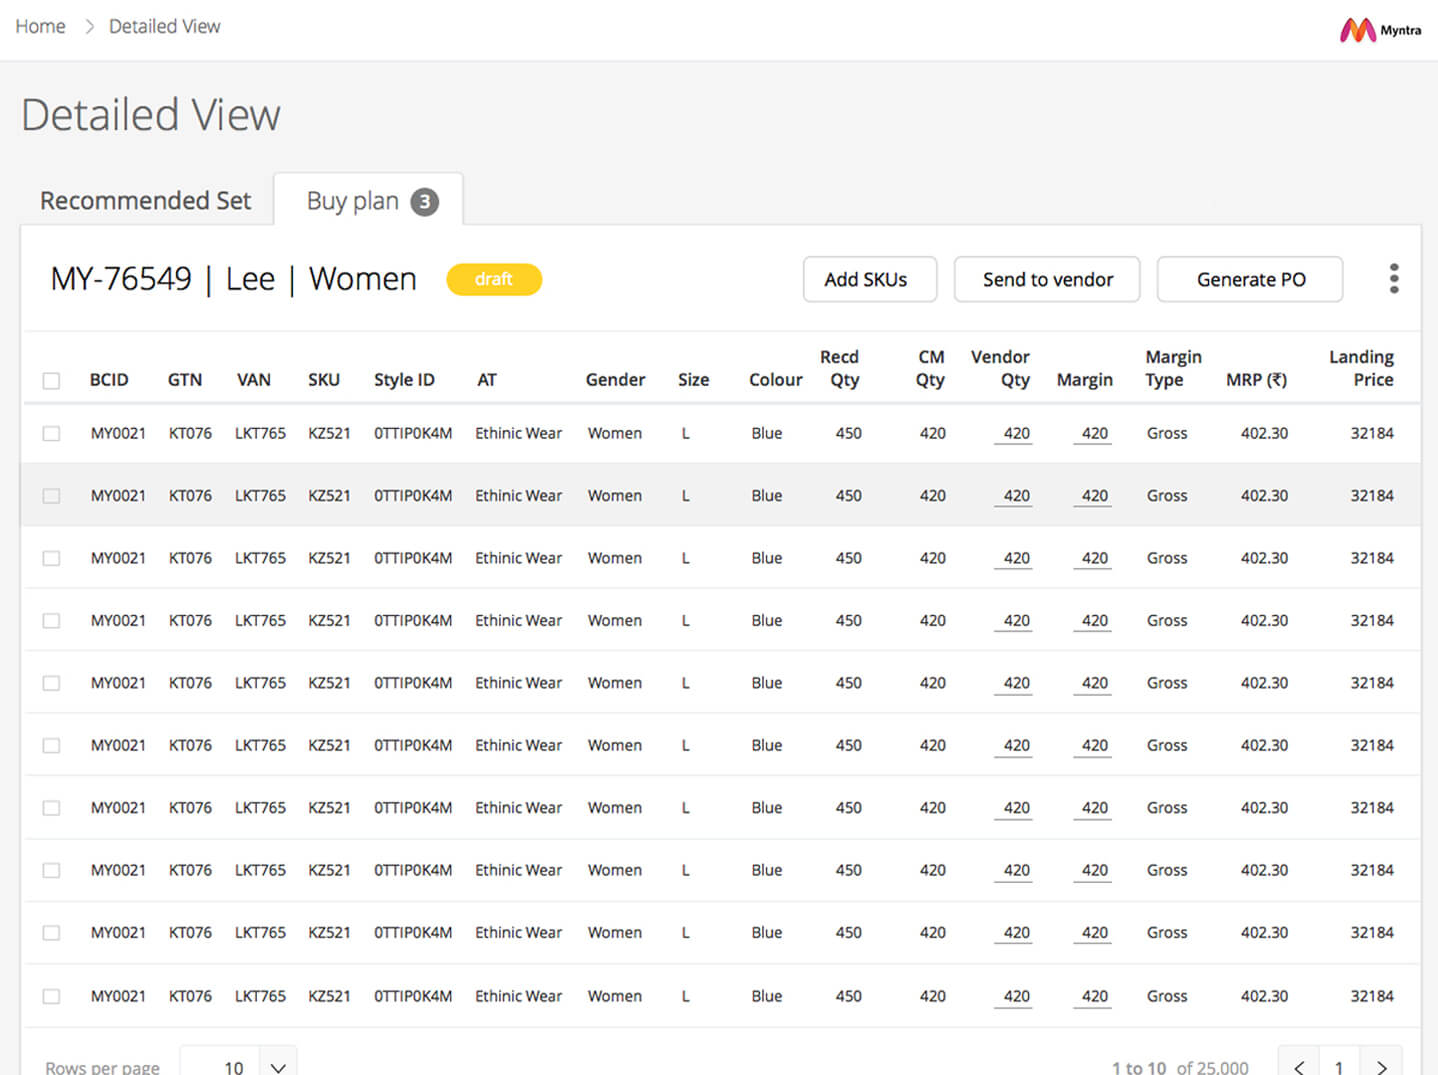 Home > Detailed View
Myntra
Detailed View
Recommended Set
Buy plan 3
MY-76549 | Lee | Women
draft
Add SKUs
Send to vendor
Generate PO
BCID GTN VAN SKU Style ID AT Gender Size Colour Recd Qty CM Qty Vendor Qty Margin Margin Type MRP (₹) Landing Price
MY0021 KT076 LKT765 KZ521 0TTIP0K4M Ethinic Wear Women L Blue 450 420 420 420 Gross 402.30 32184
MY0021 KT076 LKT765 KZ521 0TTIP0K4M Ethinic Wear Women L Blue 450 420 420 420 Gross 402.30 32184
MY0021 KT076 LKT765 KZ521 0TTIP0K4M Ethinic Wear Women L Blue 450 420 420 420 Gross 402.30 32184
MY0021 KT076 LKT765 KZ521 0TTIP0K4M Ethinic Wear Women L Blue 450 420 420 420 Gross 402.30 32184
MY0021 KT076 LKT765 KZ521 0TTIP0K4M Ethinic Wear Women L Blue 450 420 420 420 Gross 402.30 32184
MY0021 KT076 LKT765 KZ521 0TTIP0K4M Ethinic Wear Women L Blue 450 420 420 420 Gross 402.30 32184
MY0021 KT076 LKT765 KZ521 0TTIP0K4M Ethinic Wear Women L Blue 450 420 420 420 Gross 402.30 32184
MY0021 KT076 LKT765 KZ521 0TTIP0K4M Ethinic Wear Women L Blue 450 420 420 420 Gross 402.30 32184
MY0021 KT076 LKT765 KZ521 0TTIP0K4M Ethinic Wear Women L Blue 450 420 420 420 Gross 402.30 32184
MY0021 KT076 LKT765 KZ521 0TTIP0K4M Ethinic Wear Women L Blue 450 420 420 420 Gross 402.30 32184
Rows per page 10 1 to 10 of 25,000 < 1 >